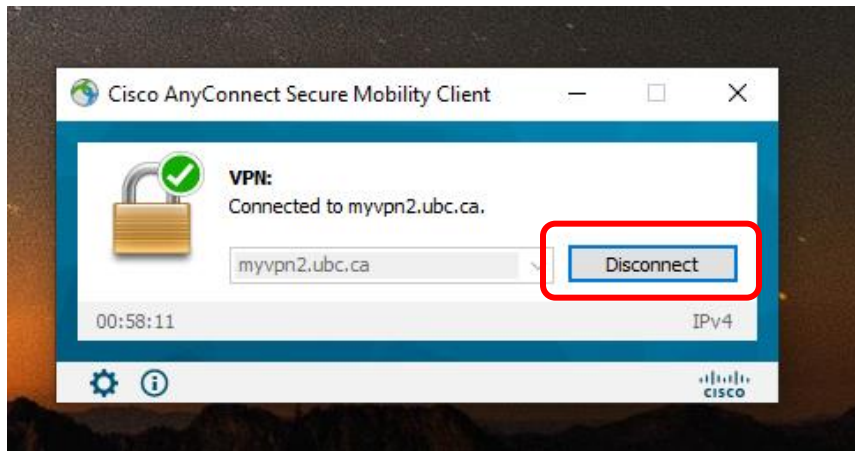 Cisco AnyConnect Secure Mobility Client
VPN:
Connected to myvpn2.ubc.ca.
myvpn2.ubc.ca
Disconnect
00:58:11
IPv4
CISCO